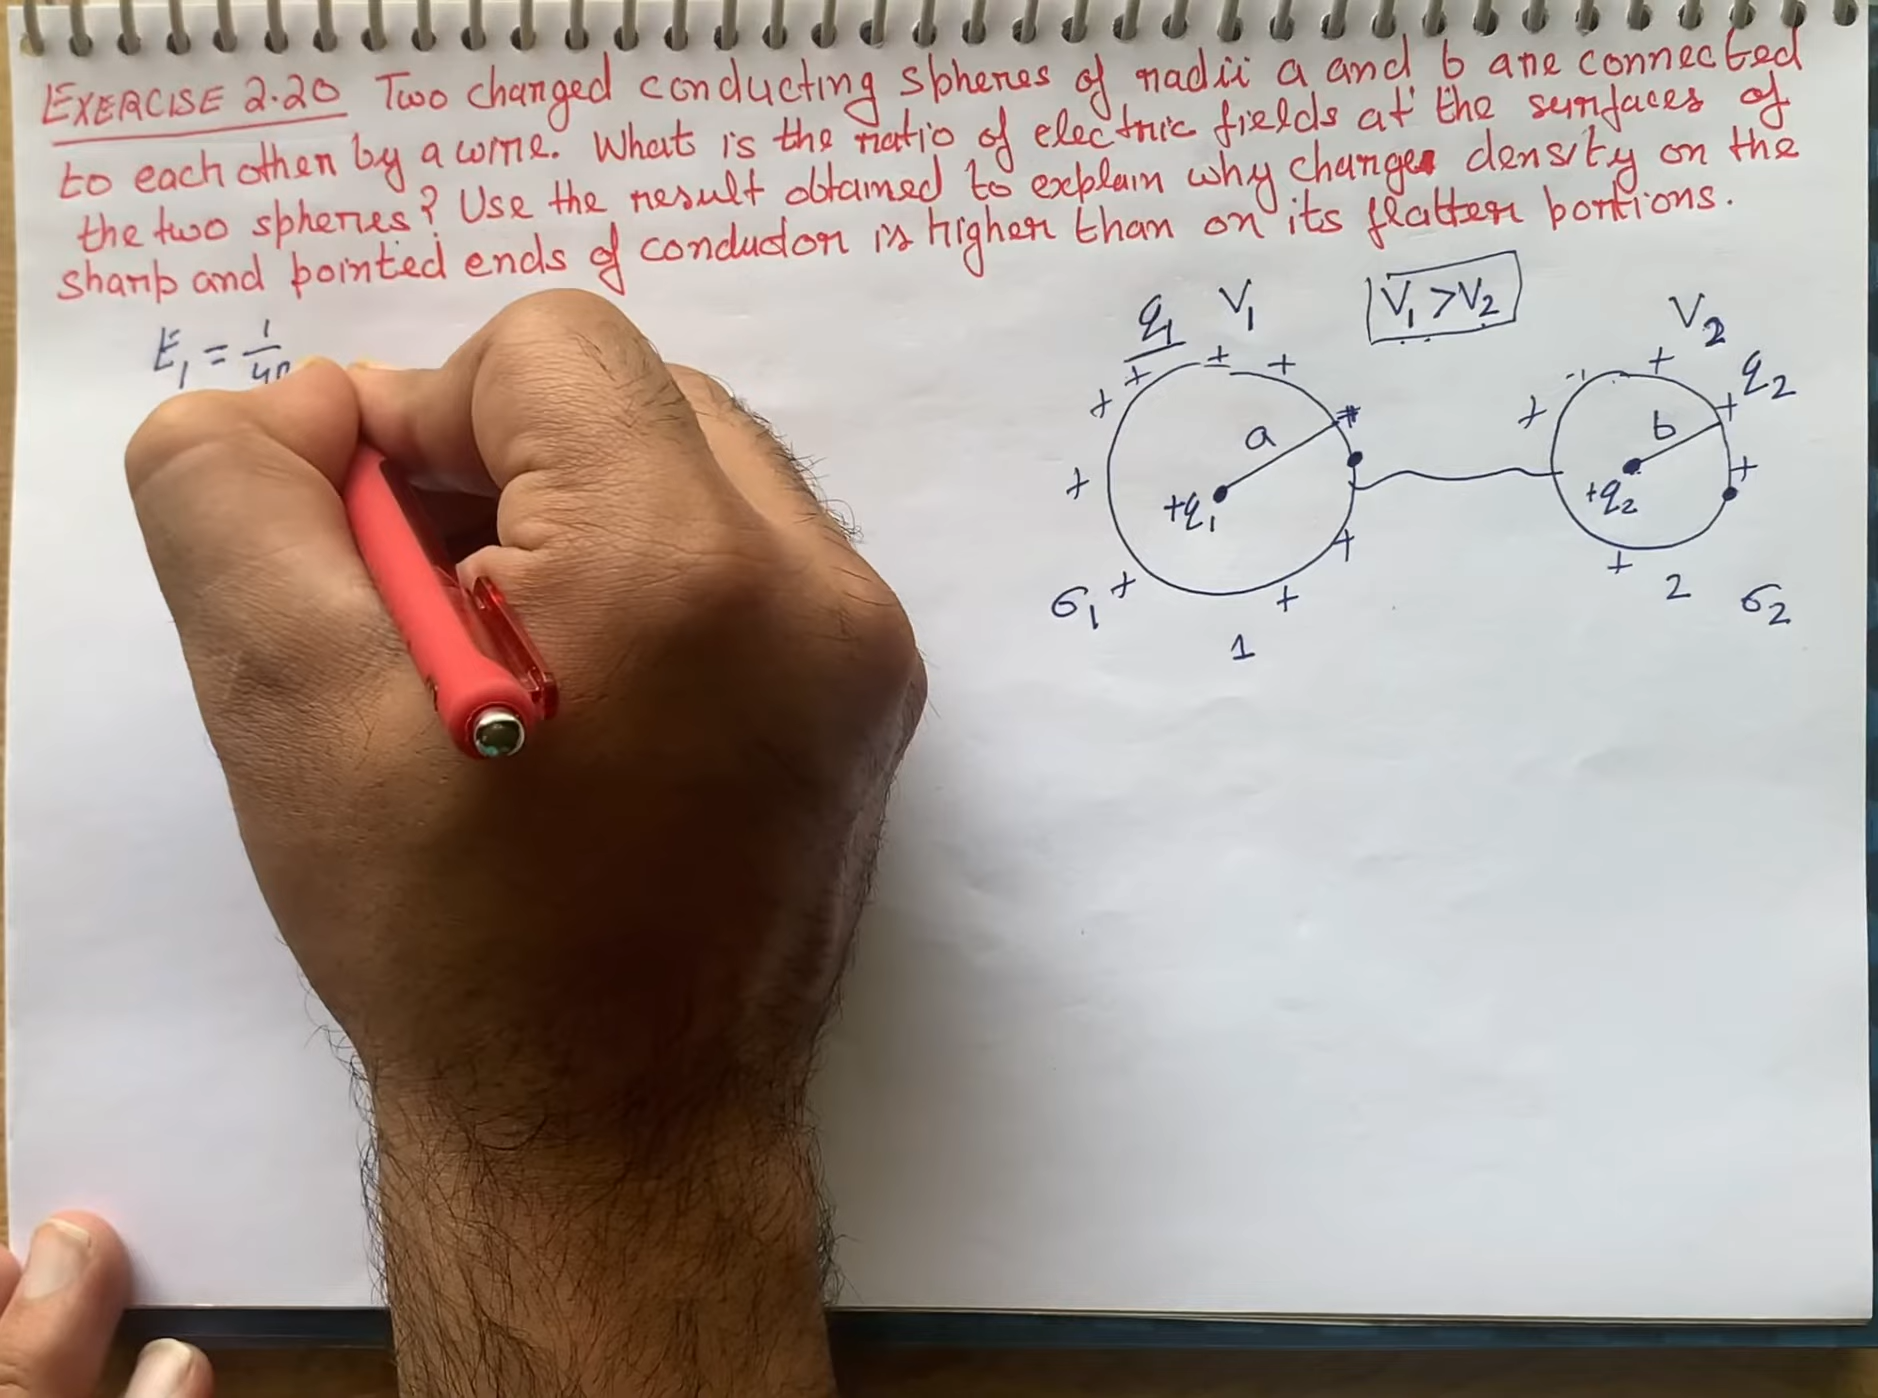 EXERCISE 2.20 Two charged conducting spheres of radii a and b are connected
to each other by a wire. What is the ratio of electric fields at the surfaces of
the two spheres? Use the result obtained to explain why charge density on the
sharp and pointed ends of conductor is higher than on its flatter portions.
E₁ = 1/4π
q₁ V₁ V₁ > V₂ V₂
q₂
a b
+q₁ +q₂
σ₁ 2 σ₂
1